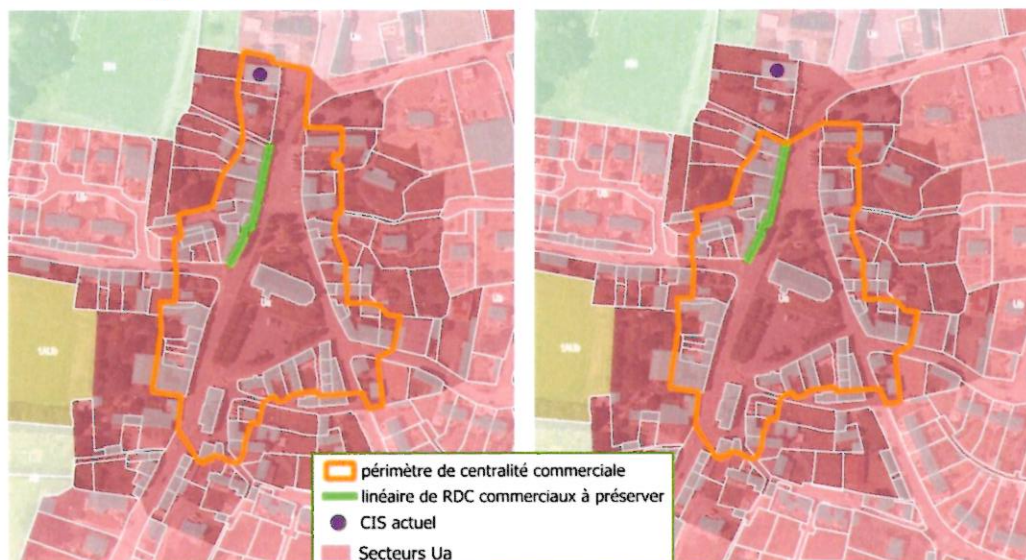 périmètre de centralité commerciale
linéaire de RDC commerciaux à préserver
CIS actuel
Secteurs Ua